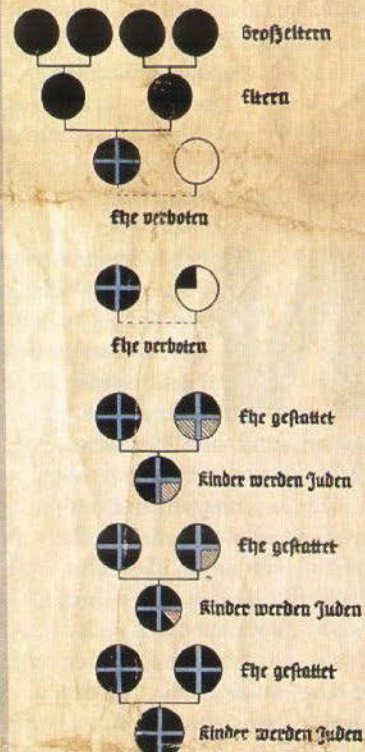 Großeltern
Eltern
Ehe verboten
Ehe verboten
Ehe gestattet
Kinder werden Juden
Ehe gestattet
Kinder werden Juden
Ehe gestattet
Kinder werden Juden